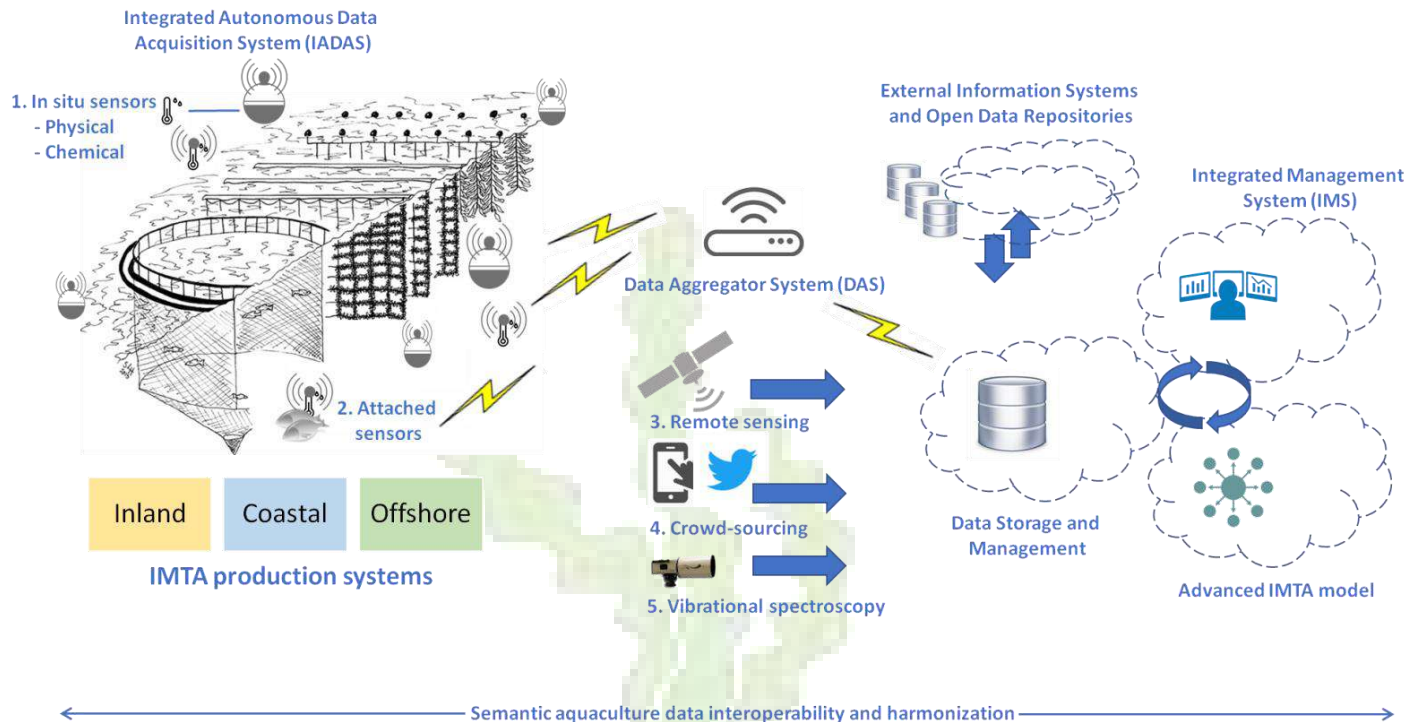 Integrated Autonomous Data
Acquisition System (IADAS)
1. In situ sensors
- Physical
- Chemical
2. Attached
sensors
Inland
Coastal
Offshore
IMTA production systems
Data Aggregator System (DAS)
3. Remote sensing
4. Crowd-sourcing
5. Vibrational spectroscopy
External Information Systems
and Open Data Repositories
Integrated Management
System (IMS)
Data Storage and
Management
Advanced IMTA model
Semantic aquaculture data interoperability and harmonization